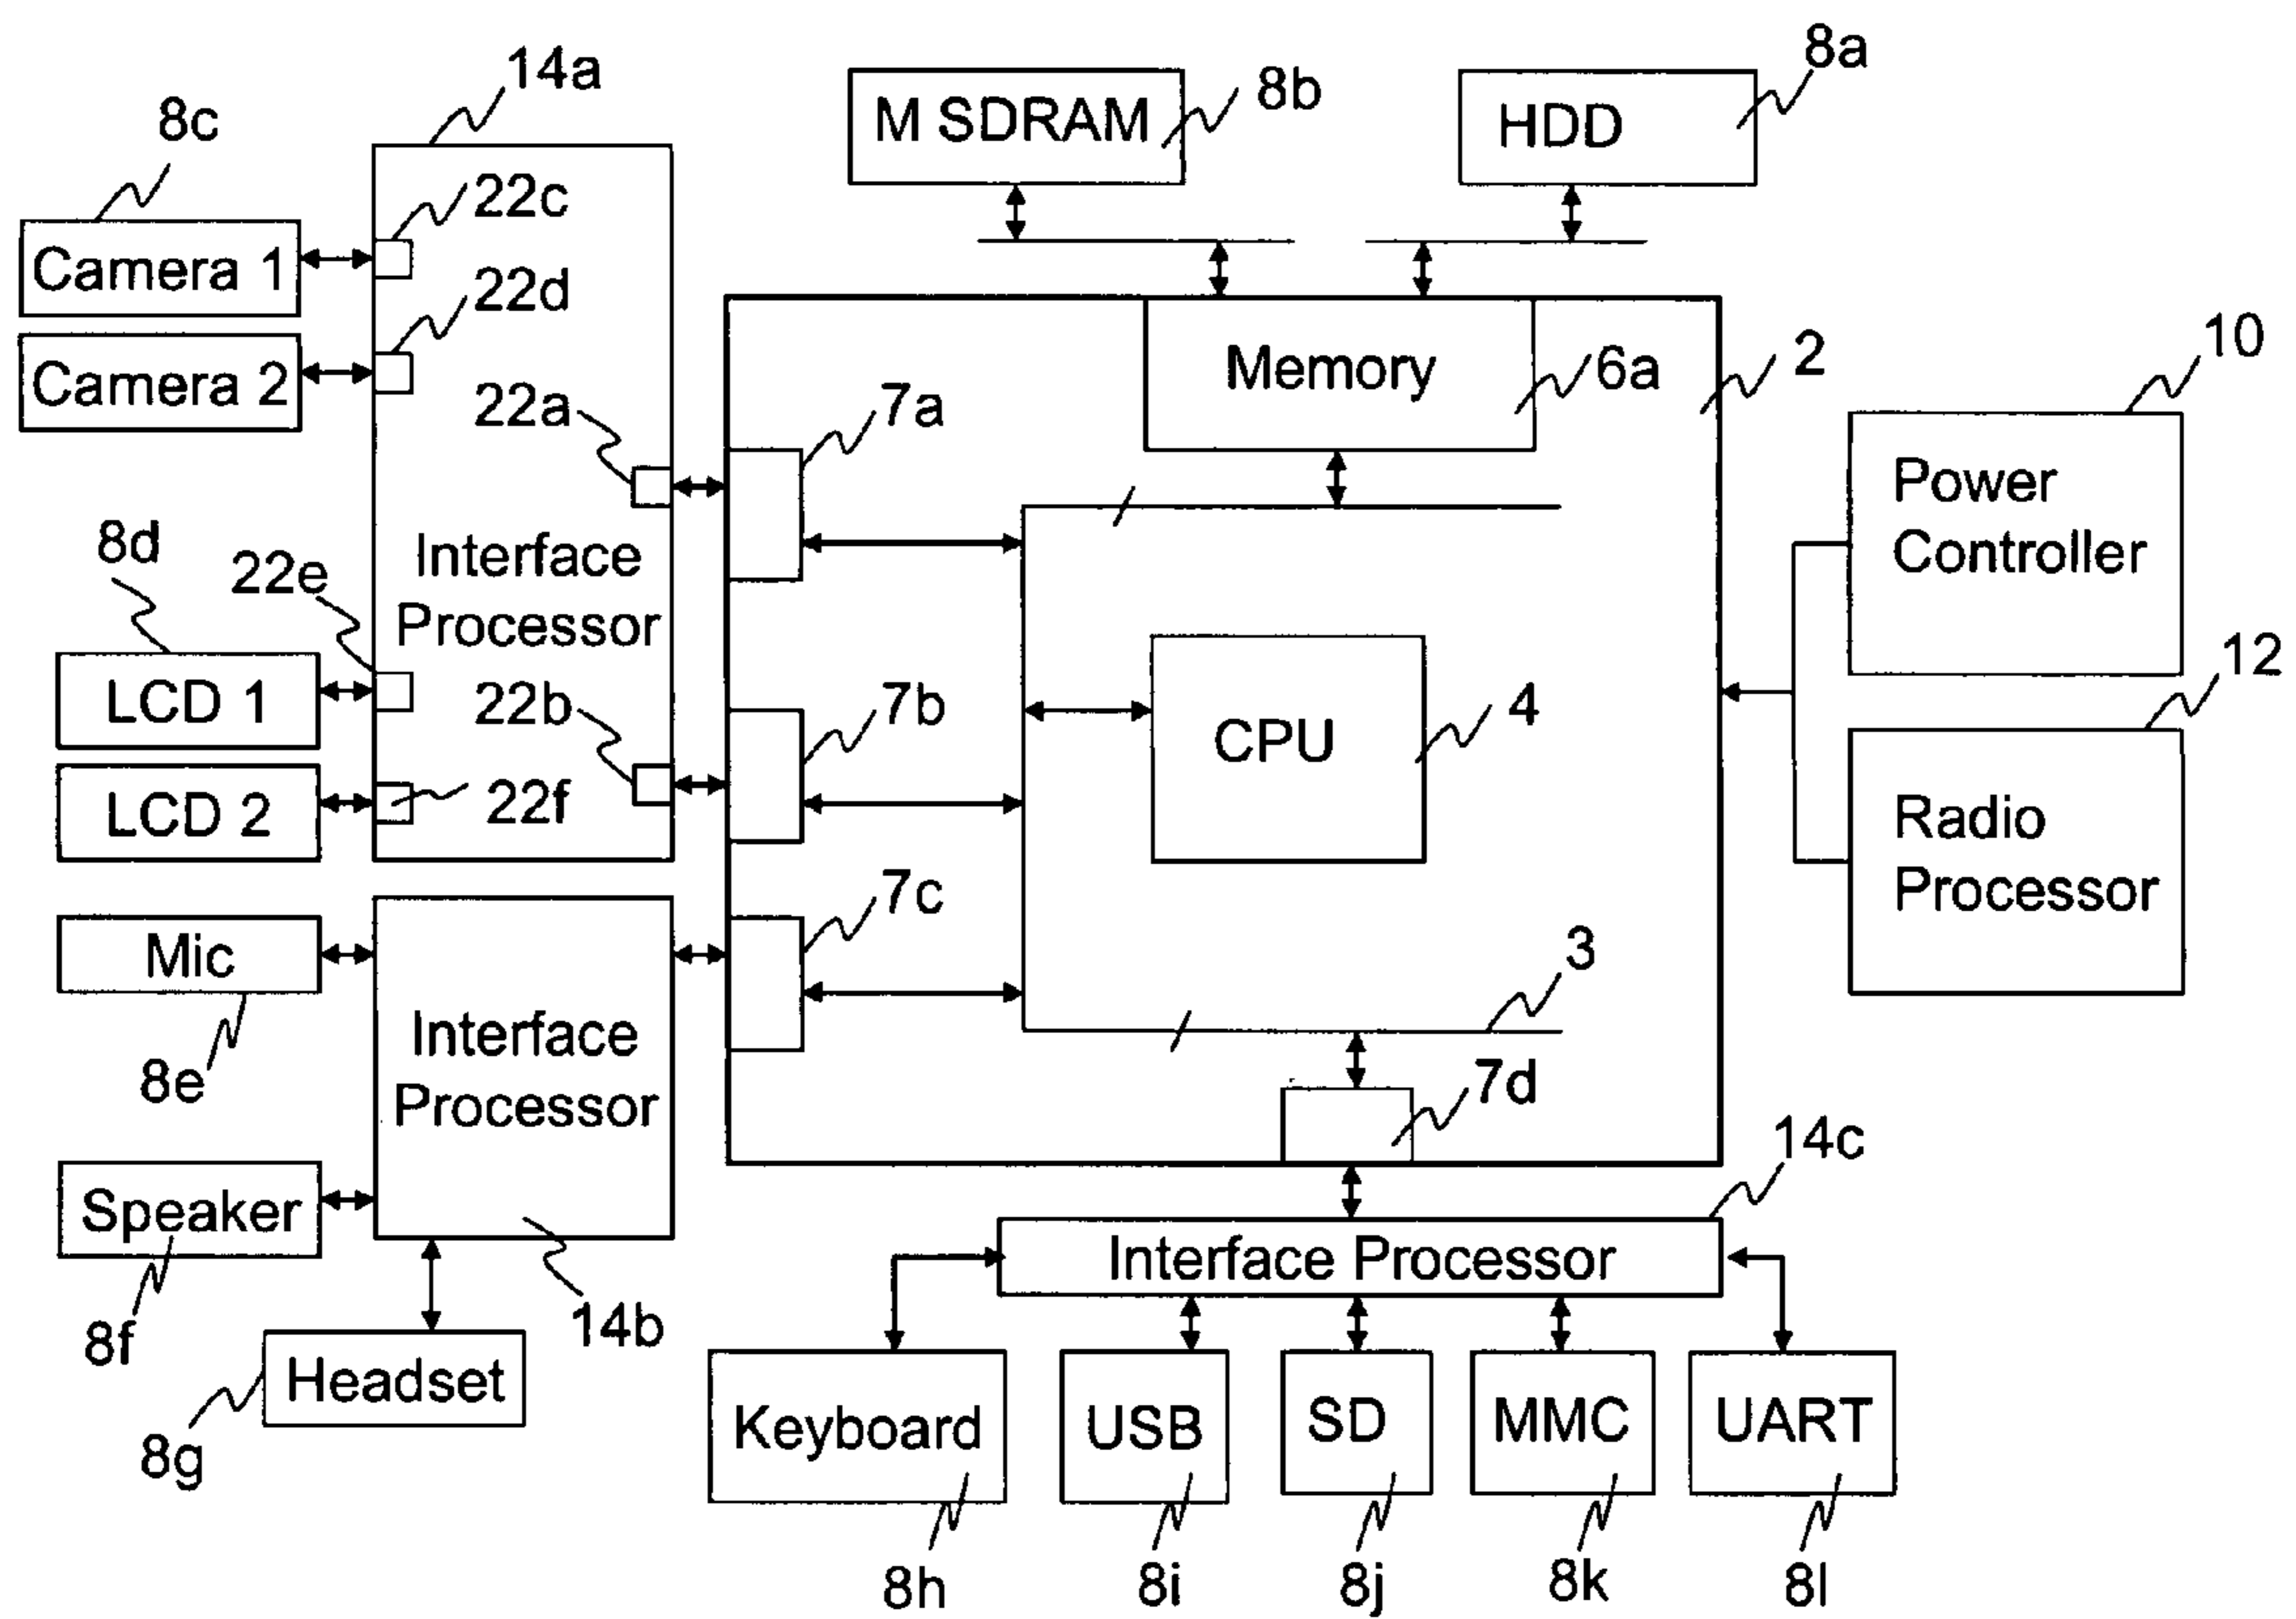 14a
8c
8b
8a
M SDRAM
HDD
22c
Camera 1
22d
Camera 2
22a
7a
Memory
6a
2
10
Power
Controller
8d
22e
Interface
Processor
LCD 1
22b
7b
CPU
4
12
LCD 2
22f
Radio
Processor
7c
Mic
3
8e
Interface
Processor
7d
14c
Speaker
Interface Processor
8f
14b
Headset
8g
Keyboard
USB
SD
MMC
UART
8h
8i
8j
8k
8l